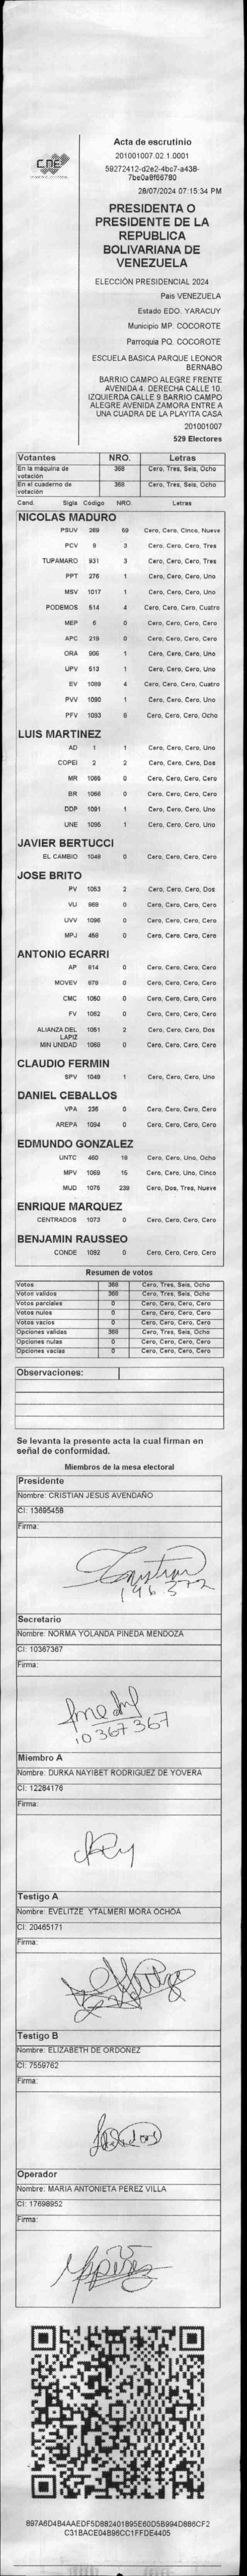 CNE
Acta de escrutinio
201001007.02.1.0001
59272412-d2e2-4bc7-a438-
7be0a8f66780
28/07/2024 07:15:34 PM
PRESIDENTA O
PRESIDENTE DE LA
REPUBLICA
BOLIVARIANA DE
VENEZUELA
ELECCIÓN PRESIDENCIAL 2024
Pais VENEZUELA
Estado EDO. YARACUY
Municipio MP. COCOROTE
Parroquia PQ. COCOROTE
ESCUELA BASICA PARQUE LEONOR
BERNABO
BARRIO CAMPO ALEGRE FRENTE
AVENIDA 4. DERECHA CALLE 10.
IZQUIERDA CALLE 9 BARRIO CAMPO
ALEGRE AVENIDA ZAMORA ENTRE A
UNA CUADRA DE LA PLAYITA CASA
201001007
529 Electores
Votantes NRO. Letras
En la máquina de votación 368 Cero, Tres, Seis, Ocho
En el cuaderno de votación 368 Cero, Tres, Seis, Ocho
Cand. Sigla Código NRO. Letras
NICOLAS MADURO
PSUV 269 59 Cero, Cero, Cinco, Nueve
PCV 9 3 Cero, Cero, Cero, Tres
TUPAMARO 931 3 Cero, Cero, Cero, Tres
PPT 276 1 Cero, Cero, Cero, Uno
MSV 1017 1 Cero, Cero, Cero, Uno
PODEMOS 514 4 Cero, Cero, Cero, Cuatro
MEP 6 0 Cero, Cero, Cero, Cero
APC 219 0 Cero, Cero, Cero, Cero
ORA 906 1 Cero, Cero, Cero, Uno
UPV 513 1 Cero, Cero, Cero, Uno
EV 1089 4 Cero, Cero, Cero, Cuatro
PVV 1090 1 Cero, Cero, Cero, Uno
PFV 1093 8 Cero, Cero, Cero, Ocho
LUIS MARTINEZ
AD 1 1 Cero, Cero, Cero, Uno
COPEI 2 2 Cero, Cero, Cero, Dos
MR 1065 0 Cero, Cero, Cero, Cero
BR 1066 0 Cero, Cero, Cero, Cero
DDP 1091 1 Cero, Cero, Cero, Uno
UNE 1095 1 Cero, Cero, Cero, Uno
JAVIER BERTUCCI
EL CAMBIO 1048 0 Cero, Cero, Cero, Cero
JOSE BRITO
PV 1053 2 Cero, Cero, Cero, Dos
VU 969 0 Cero, Cero, Cero, Cero
UVV 1096 0 Cero, Cero, Cero, Cero
MPJ 458 0 Cero, Cero, Cero, Cero
ANTONIO ECARRI
AP 814 0 Cero, Cero, Cero, Cero
MOVEV 979 0 Cero, Cero, Cero, Cero
CMC 1050 0 Cero, Cero, Cero, Cero
FV 1062 0 Cero, Cero, Cero, Cero
ALIANZA DEL LAPIZ 1051 2 Cero, Cero, Cero, Dos
MIN UNIDAD 1068 0 Cero, Cero, Cero, Cero
CLAUDIO FERMIN
SPV 1049 1 Cero, Cero, Cero, Uno
DANIEL CEBALLOS
VPA 236 0 Cero, Cero, Cero, Cero
AREPA 1094 0 Cero, Cero, Cero, Cero
EDMUNDO GONZALEZ
UNTC 460 18 Cero, Cero, Uno, Ocho
MPV 1069 15 Cero, Cero, Uno, Cinco
MUD 1075 239 Cero, Dos, Tres, Nueve
ENRIQUE MARQUEZ
CENTRADOS 1073 0 Cero, Cero, Cero, Cero
BENJAMIN RAUSSEO
CONDE 1092 0 Cero, Cero, Cero, Cero
Resumen de votos
Votos 368 Cero, Tres, Seis, Ocho
Votos validos 368 Cero, Tres, Seis, Ocho
Votos parciales 0 Cero, Cero, Cero, Cero
Votos nulos 0 Cero, Cero, Cero, Cero
Votos vacíos 0 Cero, Cero, Cero, Cero
Opciones validas 368 Cero, Tres, Seis, Ocho
Opciones nulas 0 Cero, Cero, Cero, Cero
Opciones vacías 0 Cero, Cero, Cero, Cero
Observaciones:
Se levanta la presente acta la cual firman en
señal de conformidad.
Miembros de la mesa electoral
Presidente
Nombre: CRISTIAN JESUS AVENDAÑO
CI: 13695458
Firma:
Secretario
Nombre: NORMA YOLANDA PINEDA MENDOZA
CI: 10367367
Firma:
10 367 367
Miembro A
Nombre: DURKA NAYIBET RODRIGUEZ DE YOVERA
CI: 12284176
Firma:
Testigo A
Nombre: EVELITZE YTALMERI MORA OCHOA
CI: 20465171
Firma:
Testigo B
Nombre: ELIZABETH DE ORDOÑEZ
CI: 7559762
Firma:
Operador
Nombre: MARIA ANTONIETA PEREZ VILLA
CI: 17698952
Firma:
897A6D4B4AAEDF5D882401895E60D5B994D886CF2
C31BACE04B96CC1FFDE4405